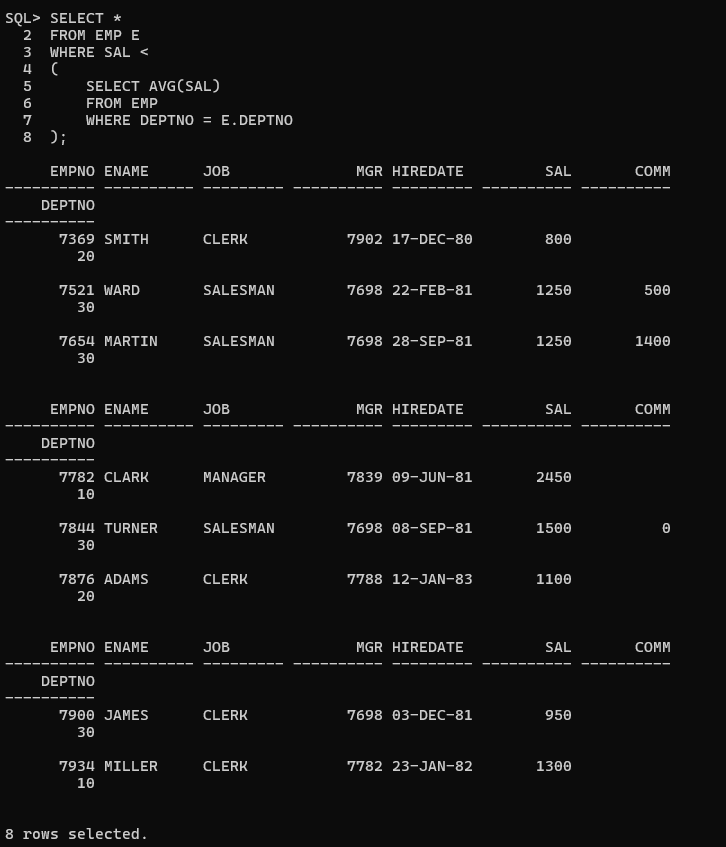 SQL> SELECT *
  2  FROM EMP E
  3  WHERE SAL <
  4  (
  5      SELECT AVG(SAL)
  6      FROM EMP
  7      WHERE DEPTNO = E.DEPTNO
  8  );

     EMPNO ENAME      JOB              MGR HIREDATE         SAL       COMM
---------- ---------- --------- ---------- --------- ---------- ----------
    DEPTNO
----------
      7369 SMITH      CLERK           7902 17-DEC-80        800
        20

      7521 WARD       SALESMAN        7698 22-FEB-81       1250        500
        30

      7654 MARTIN     SALESMAN        7698 28-SEP-81       1250       1400
        30


     EMPNO ENAME      JOB              MGR HIREDATE         SAL       COMM
---------- ---------- --------- ---------- --------- ---------- ----------
    DEPTNO
----------
      7782 CLARK      MANAGER         7839 09-JUN-81       2450
        10

      7844 TURNER     SALESMAN        7698 08-SEP-81       1500          0
        30

      7876 ADAMS      CLERK           7788 12-JAN-83       1100
        20


     EMPNO ENAME      JOB              MGR HIREDATE         SAL       COMM
---------- ---------- --------- ---------- --------- ---------- ----------
    DEPTNO
----------
      7900 JAMES      CLERK           7698 03-DEC-81        950
        30

      7934 MILLER     CLERK           7782 23-JAN-82       1300
        10


8 rows selected.